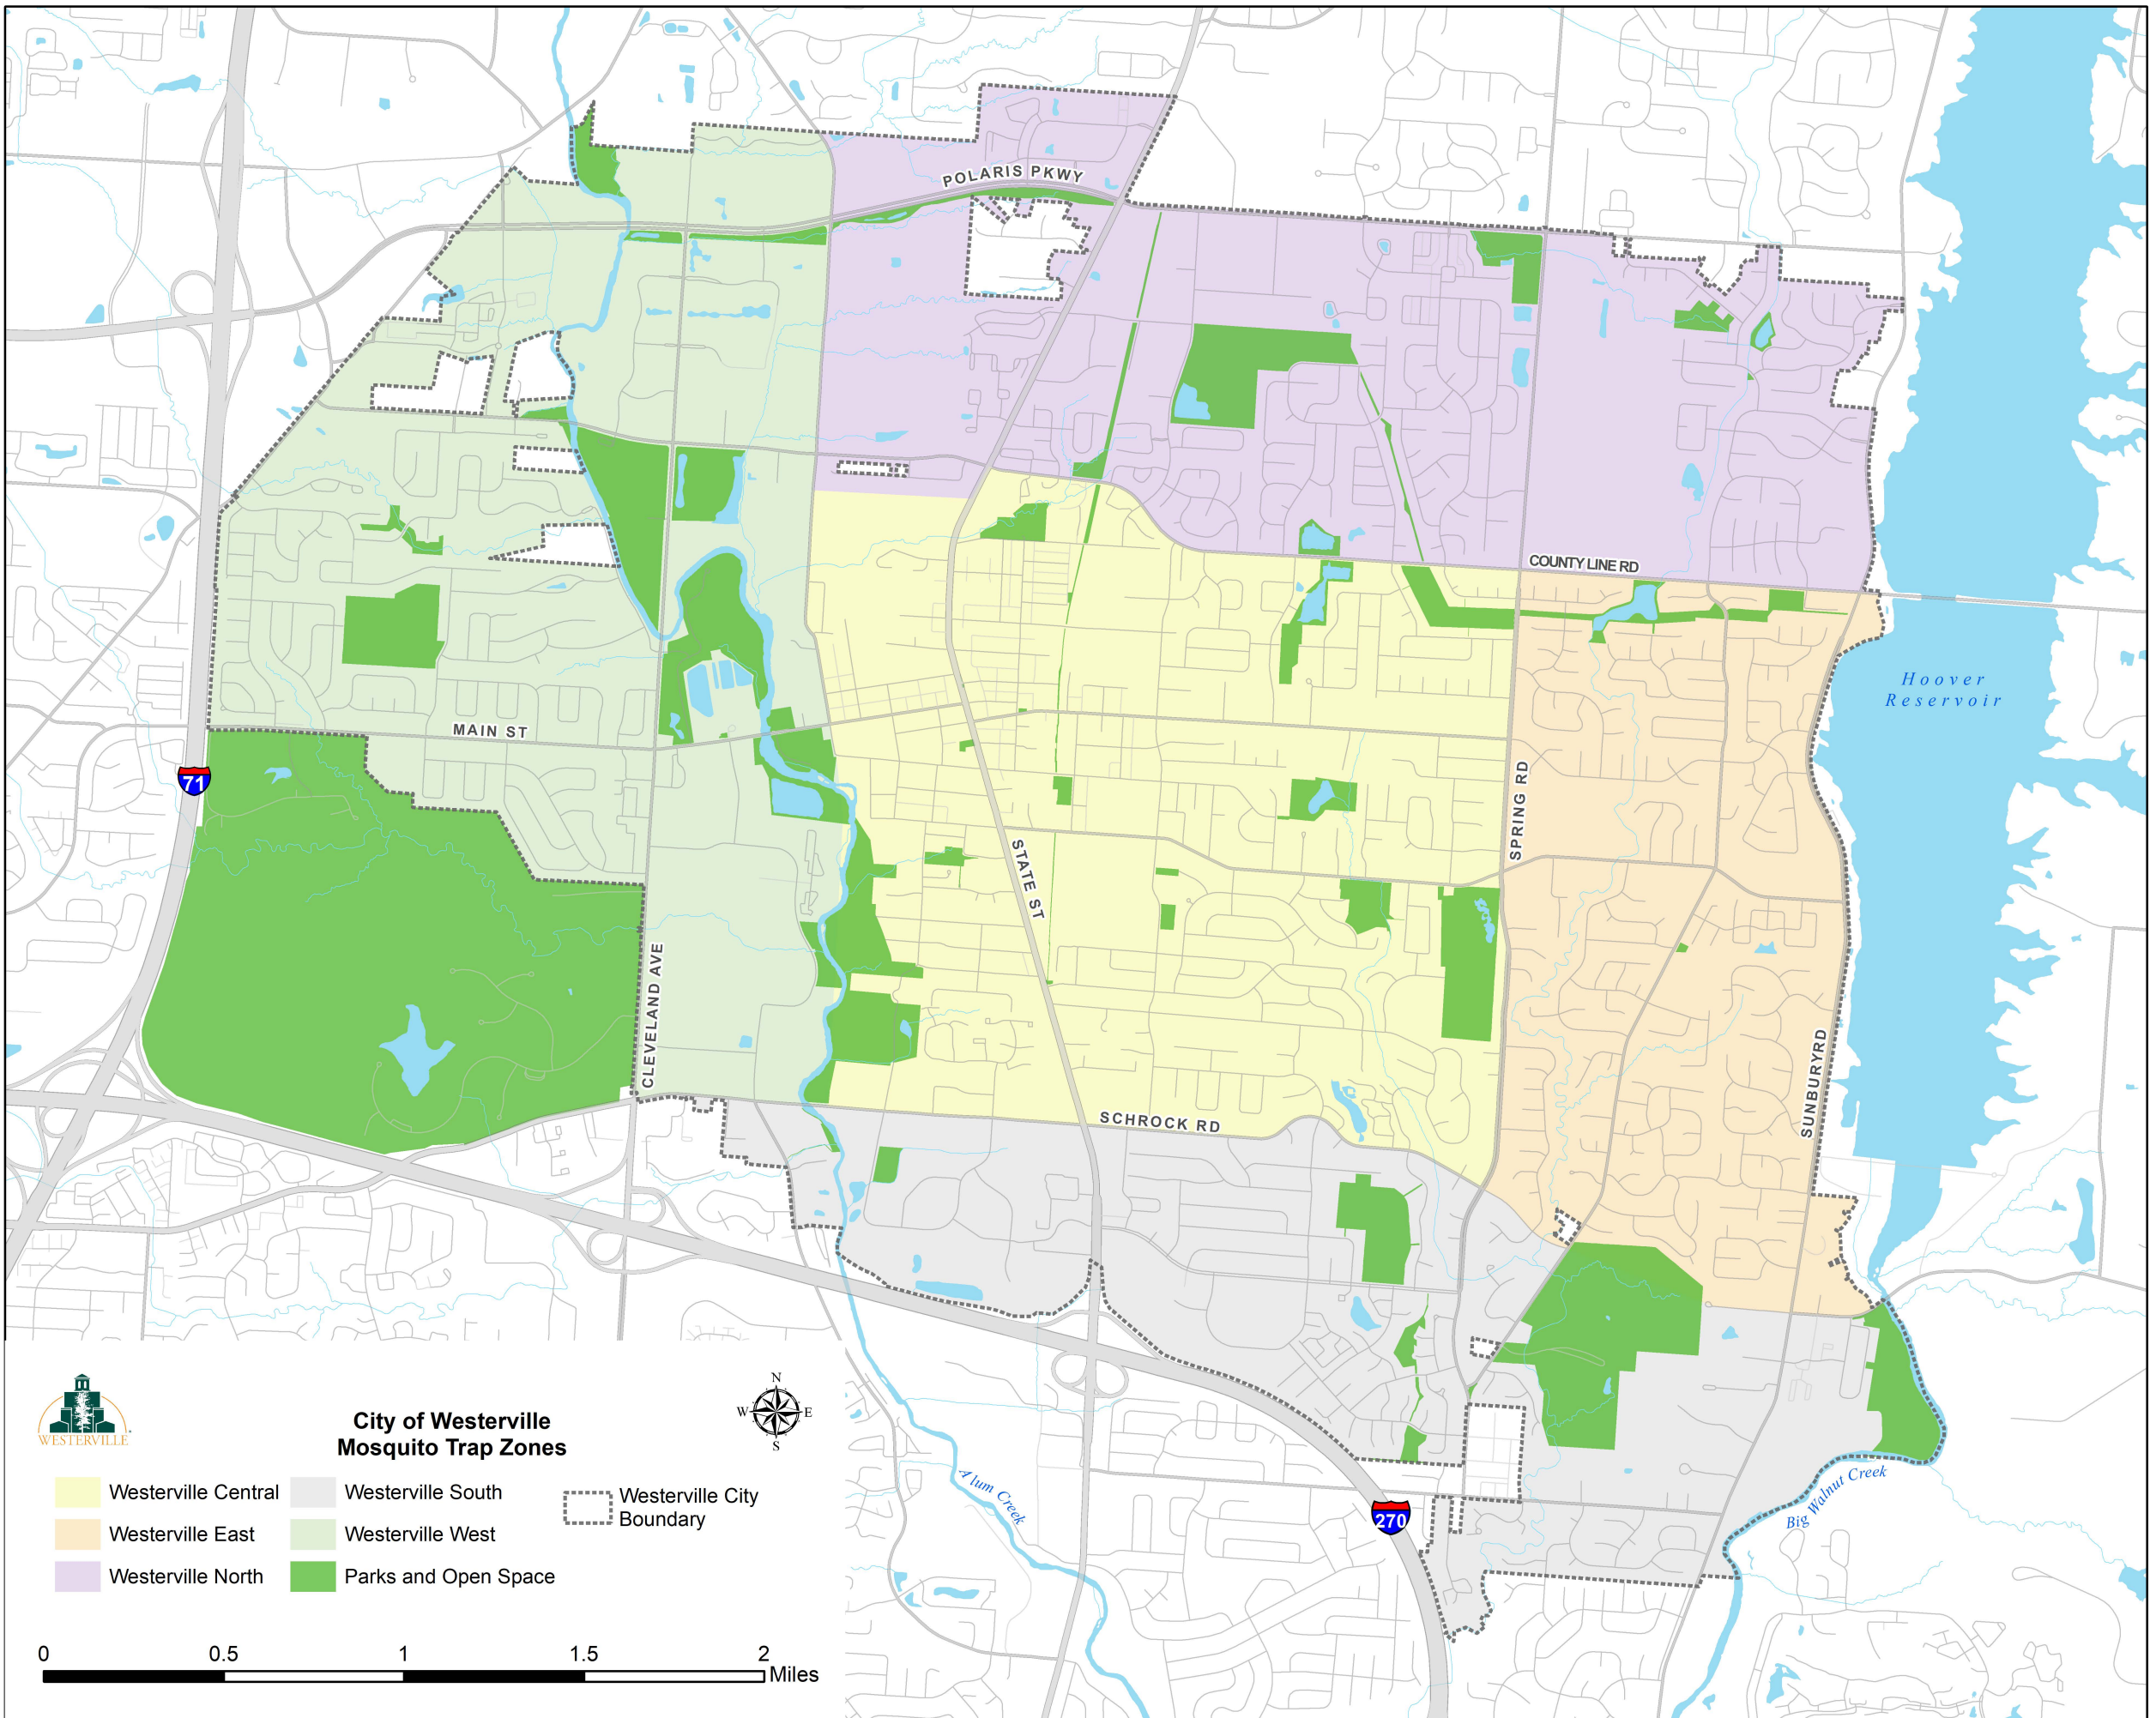 POLARIS PKWY
COUNTY LINE RD
Hoover
Reservoir
MAIN ST
71
SPRING RD
STATE ST
CLEVELAND AVE
SUNBURYRD
SCHROCK RD
WESTERVILLE
City of Westerville
Mosquito Trap Zones
N
W
E
S
Westerville Central
Westerville South
Westerville City
Boundary
Westerville East
Westerville West
Westerville North
Parks and Open Space
Alum Creek
270
Big Walnut Creek
0
0.5
1
1.5
2
Miles